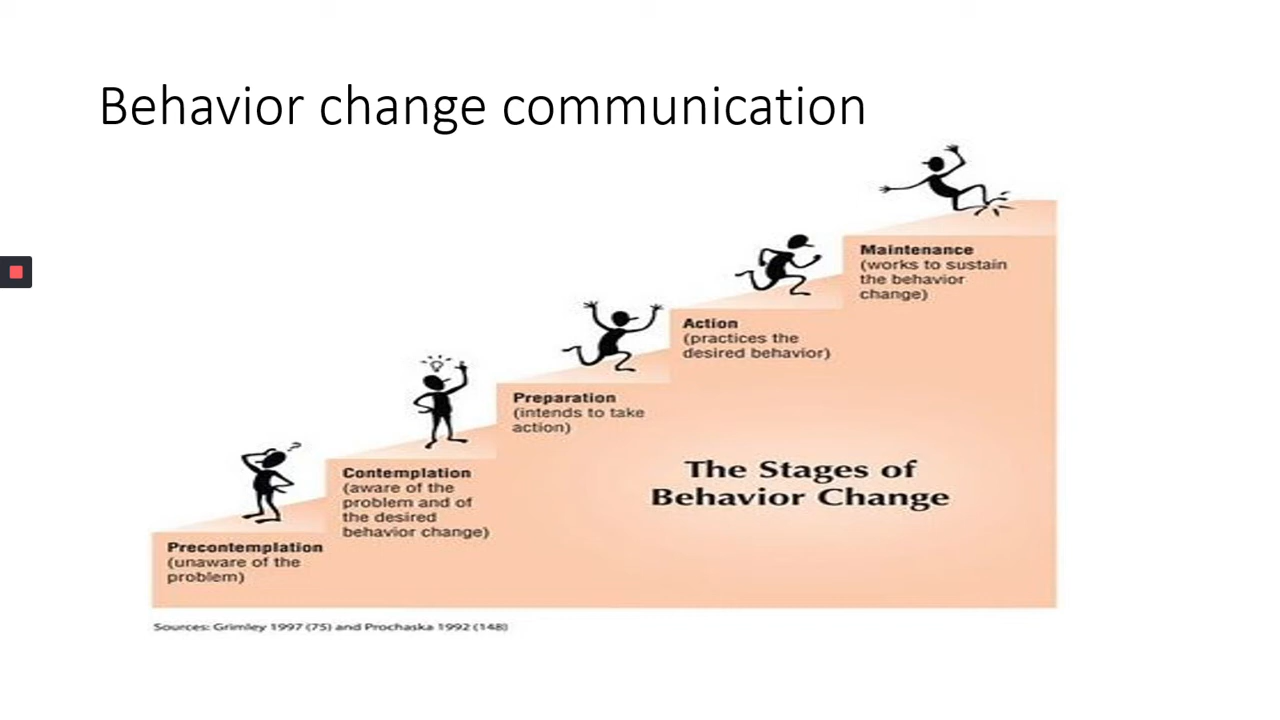 Behavior change communication
Maintenance
(works to sustain
the behavior
change)
Action
(practices the
desired behavior)
Preparation
(intends to take
action)
Contemplation
(aware of the
problem and of
the desired
behavior change)
Precontemplation
(unaware of the
problem)
The Stages of
Behavior Change
Sources: Grimley 1997 (75) and Prochaska 1992 (148)